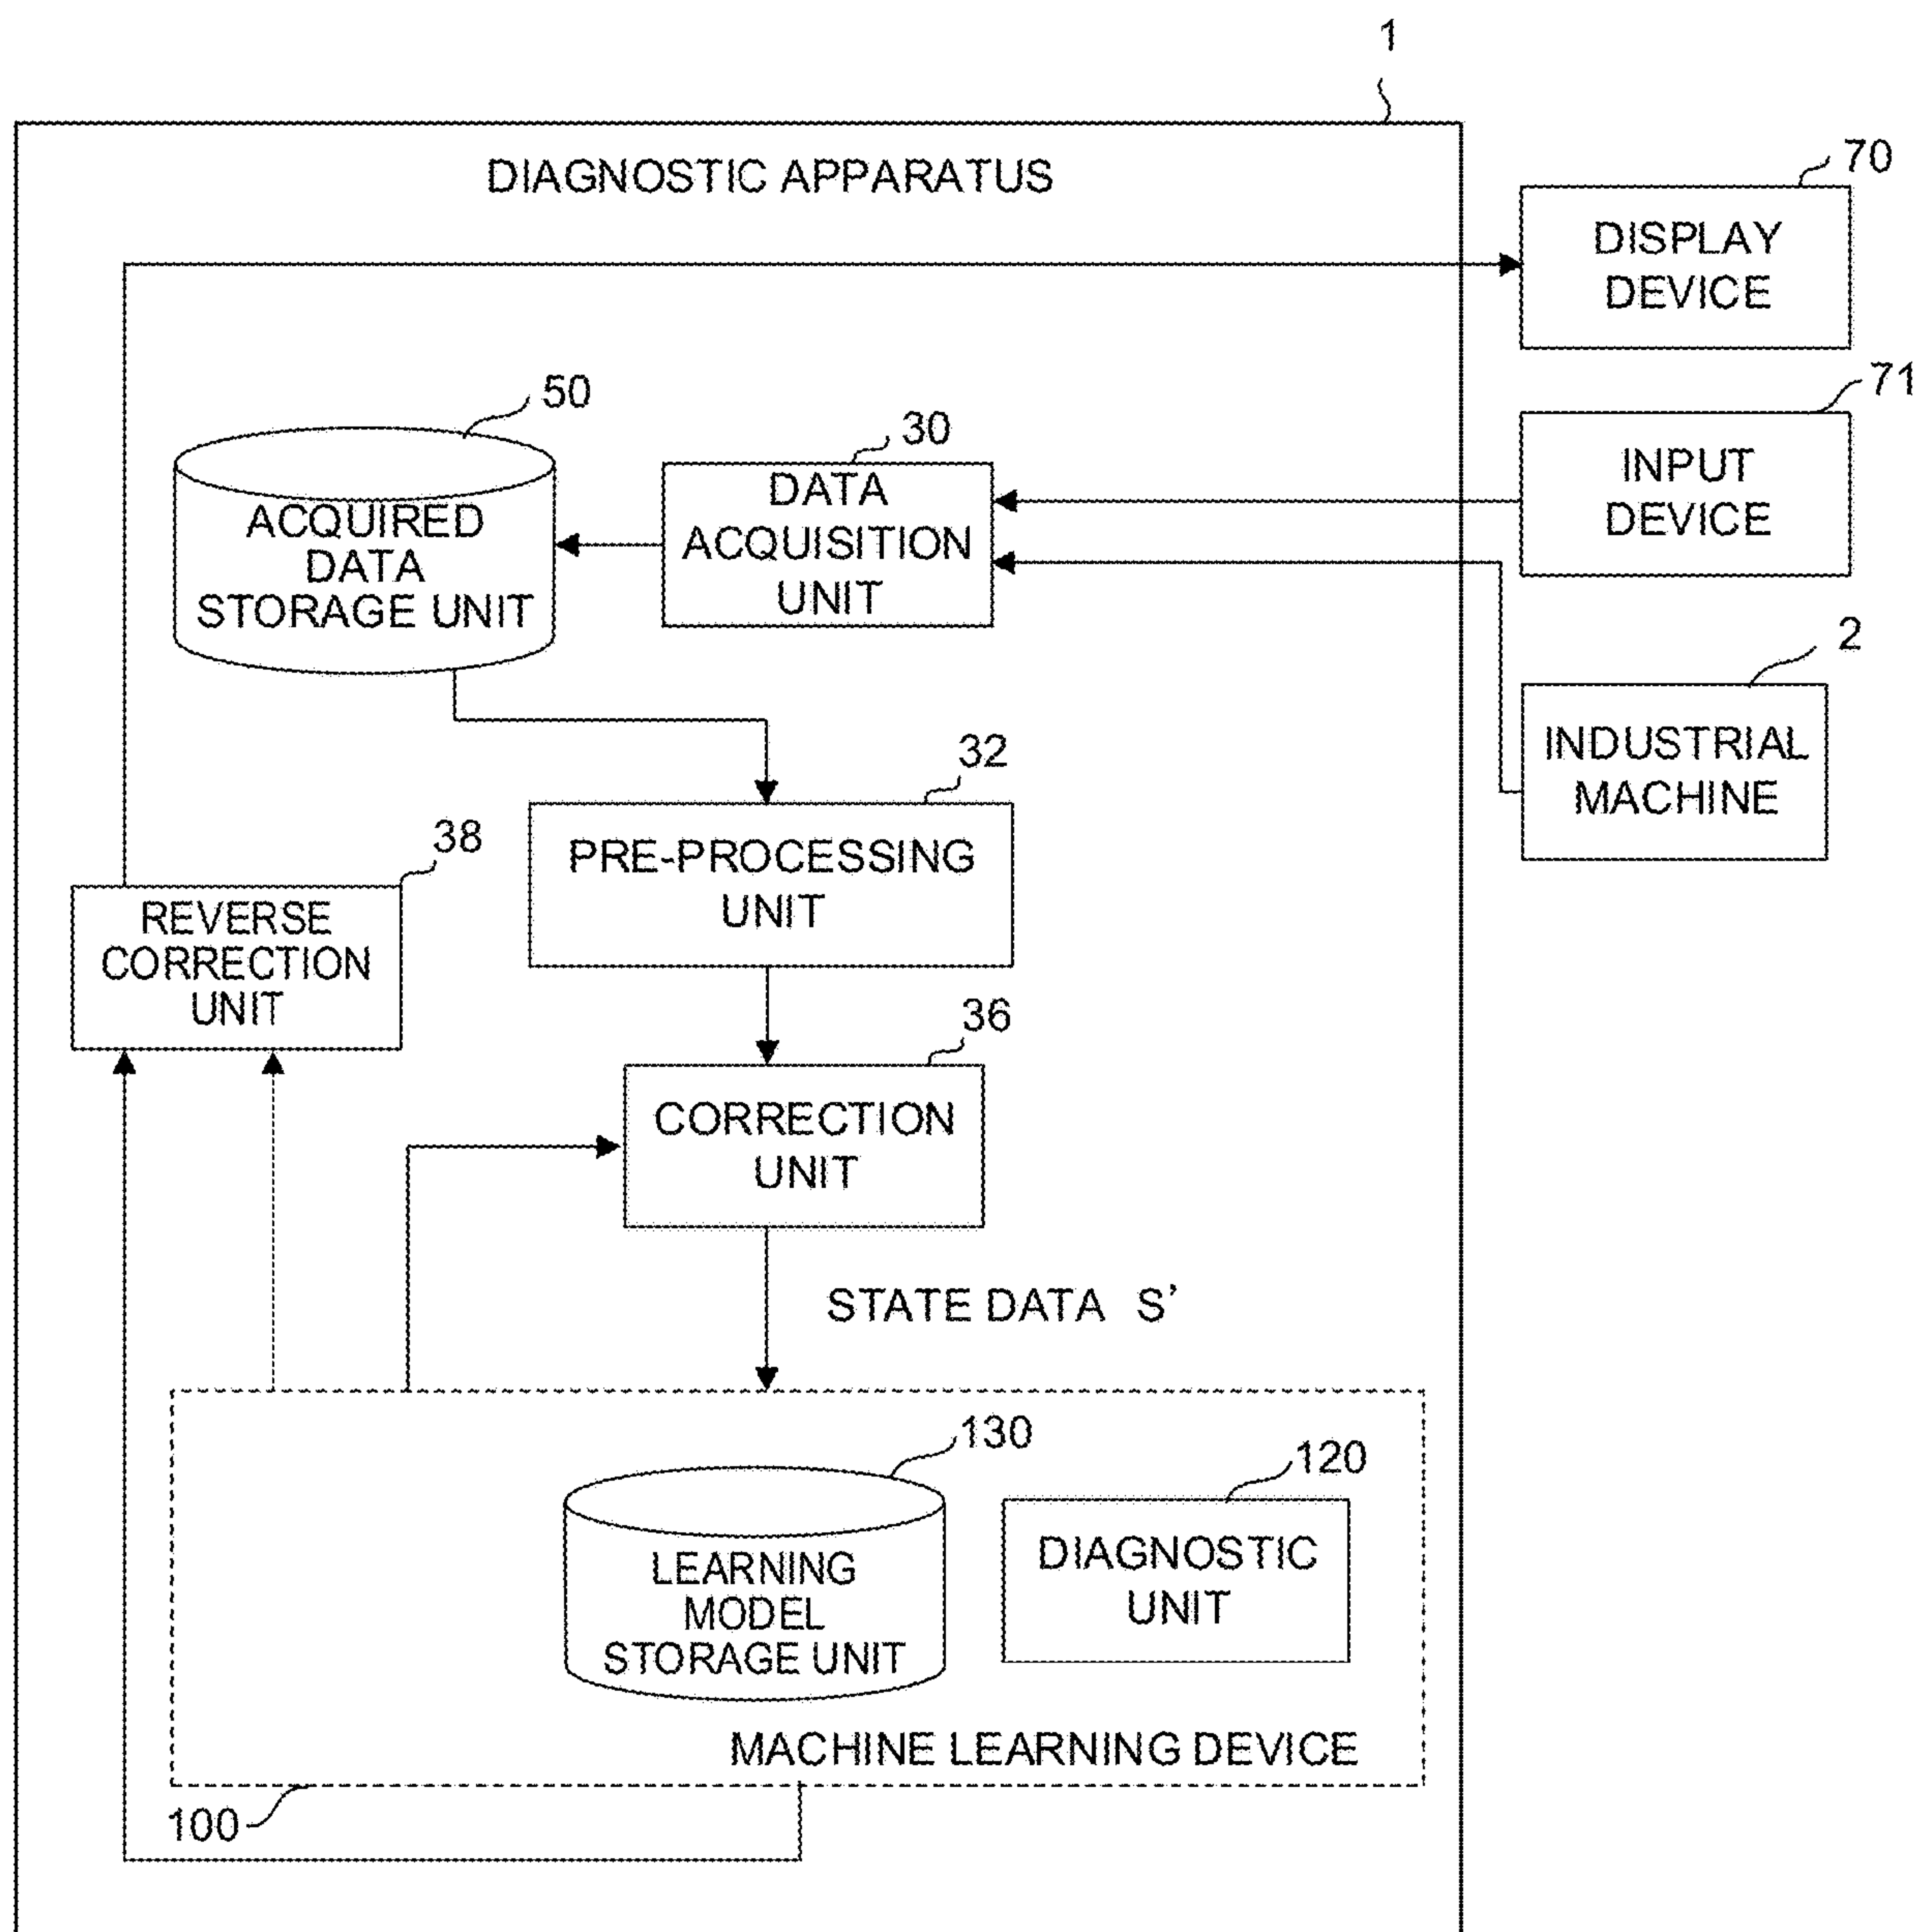 1
DIAGNOSTIC APPARATUS
70
DISPLAY
DEVICE
71
INPUT
DEVICE
50
ACQUIRED
DATA
STORAGE UNIT
30
DATA
ACQUISITION
UNIT
2
INDUSTRIAL
MACHINE
32
PRE-PROCESSING
UNIT
38
REVERSE
CORRECTION
UNIT
36
CORRECTION
UNIT
STATE DATA S’
130
LEARNING
MODEL
STORAGE UNIT
120
DIAGNOSTIC
UNIT
MACHINE LEARNING DEVICE
100